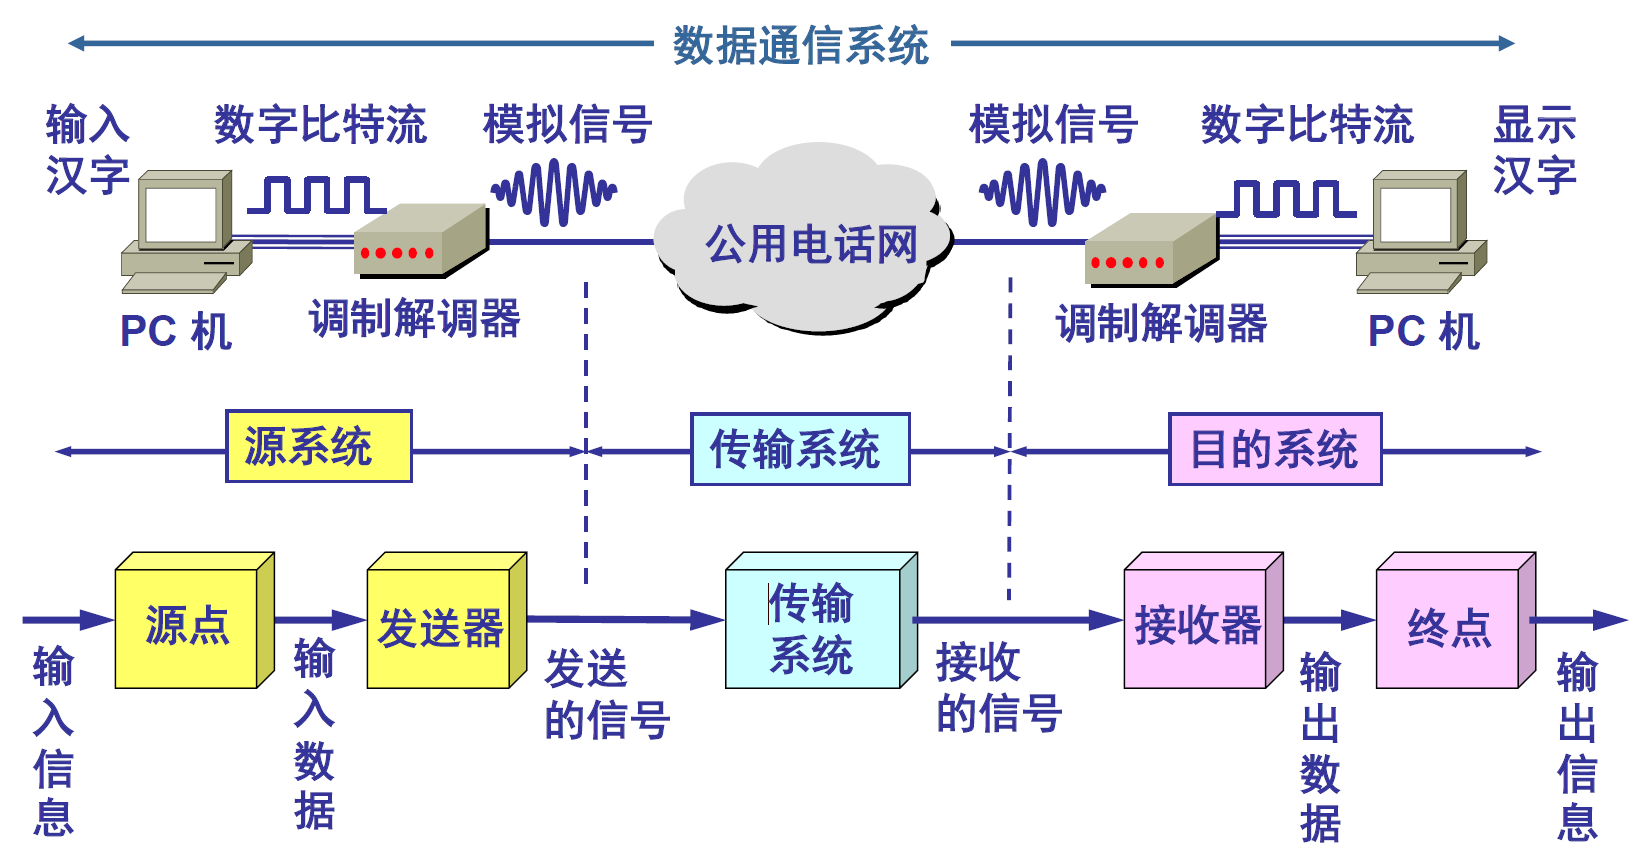 数据通信系统
输入
汉字
数字比特流
模拟信号
模拟信号
数字比特流
显示
汉字
公用电话网
PC 机
调制解调器
调制解调器
PC 机
源系统
传输系统
目的系统
源点
发送器
传输
系统
接收器
终点
输入信息
输入数据
发送
的信号
接收
的信号
输出数据
输出信息